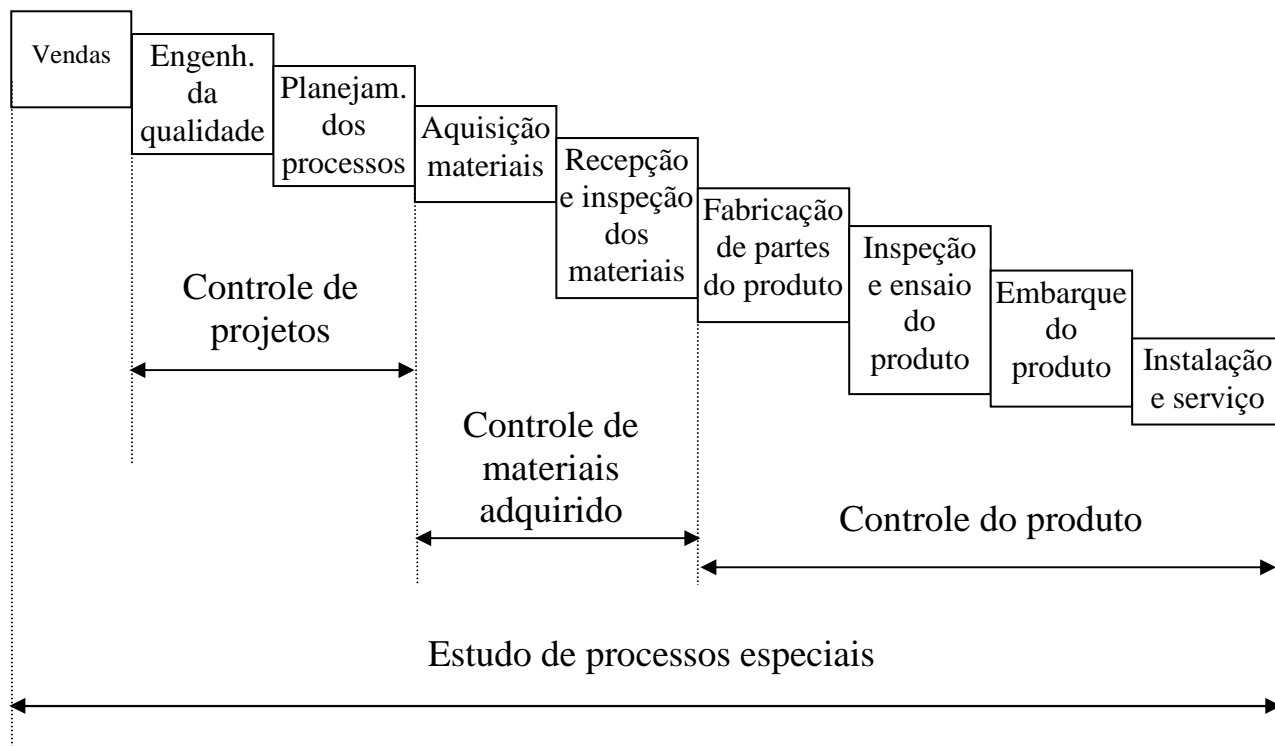 Vendas
Engenh.
da
qualidade
Planejam.
dos
processos
Aquisição
materiais
Recepção
e inspeção
dos
materiais
Fabricação
de partes
do produto
Inspeção
e ensaio
do
produto
Embarque
do
produto
Instalação
e serviço
Controle de
projetos
Controle de
materiais
adquirido
Controle do produto
Estudo de processos especiais